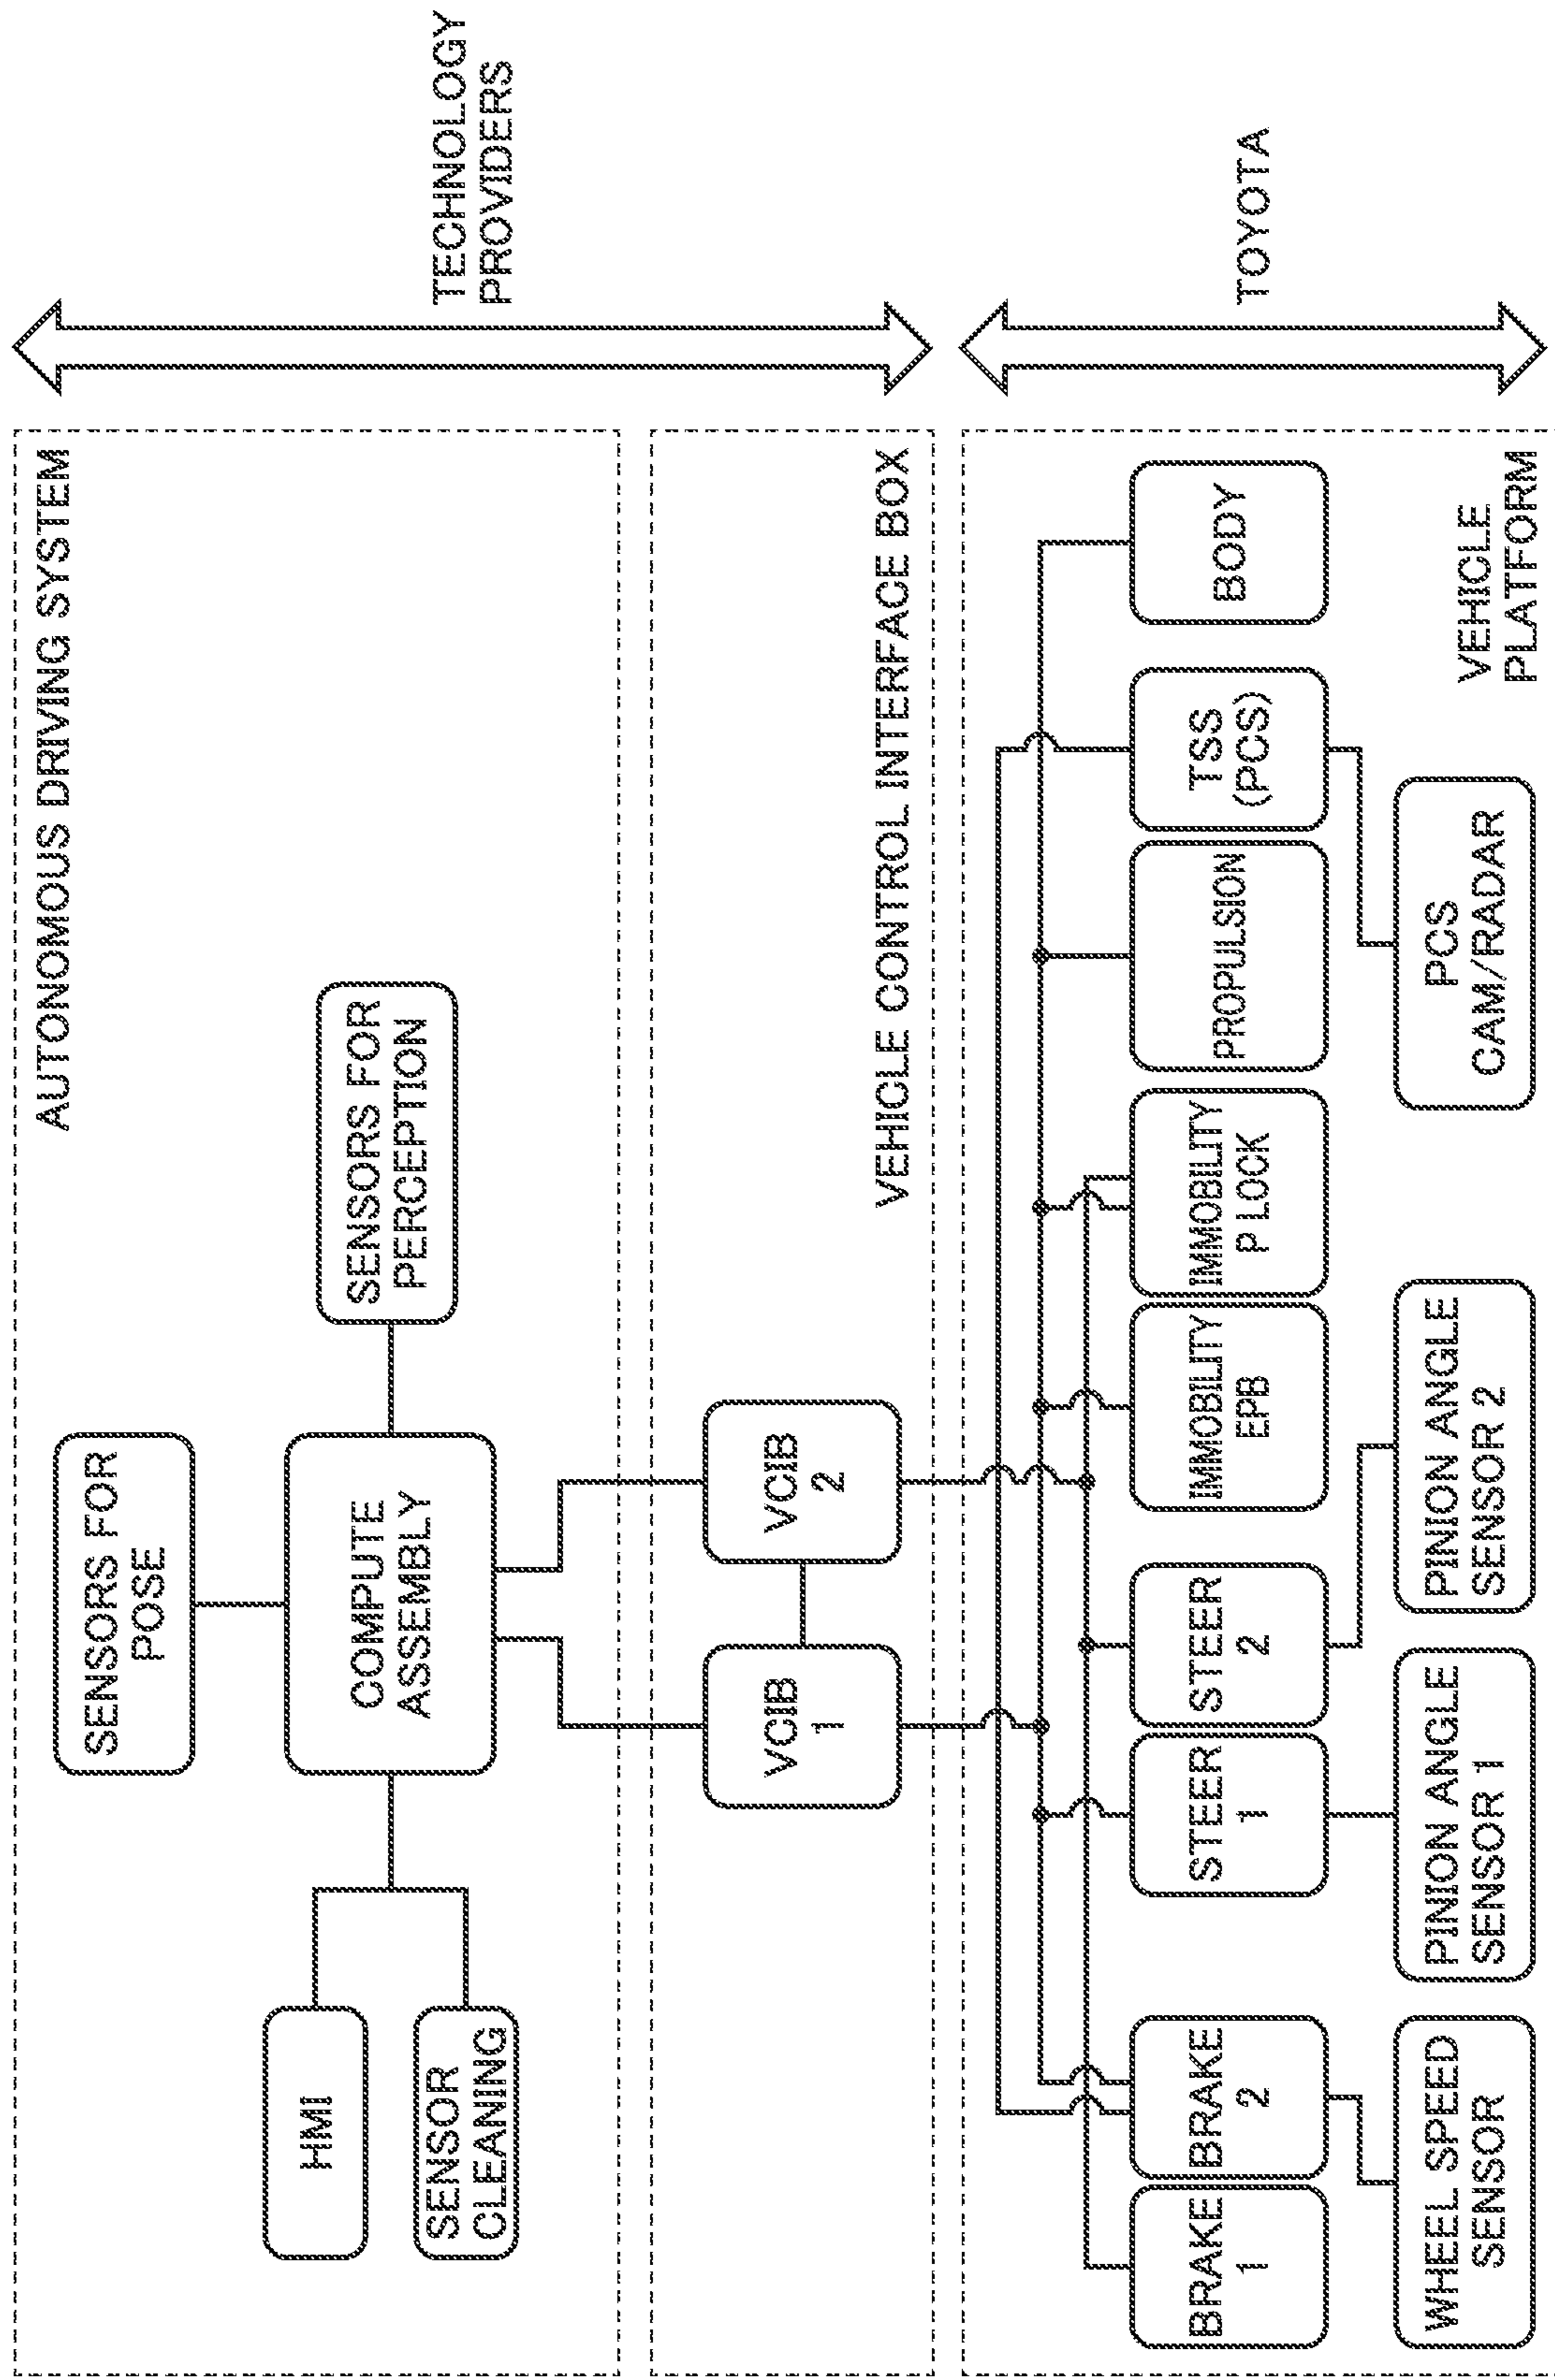 AUTONOMOUS DRIVING SYSTEM
SENSORS FOR
POSE
HMI
SENSOR
CLEANING
COMPUTE
ASSEMBLY
SENSORS FOR
PERCEPTION
TECHNOLOGY
PROVIDERS
VCIB
1
VCIB
2
VEHICLE CONTROL INTERFACE BOX
BRAKE
1
BRAKE
2
STEER
1
STEER
2
IMMOBILITY
EPB
IMMOBILITY
P LOCK
PROPULSION
TSS
(PCS)
BODY
TOYOTA
WHEEL SPEED
SENSOR
PINION ANGLE
SENSOR 1
PINION ANGLE
SENSOR 2
PCS
CAM/RADAR
VEHICLE
PLATFORM